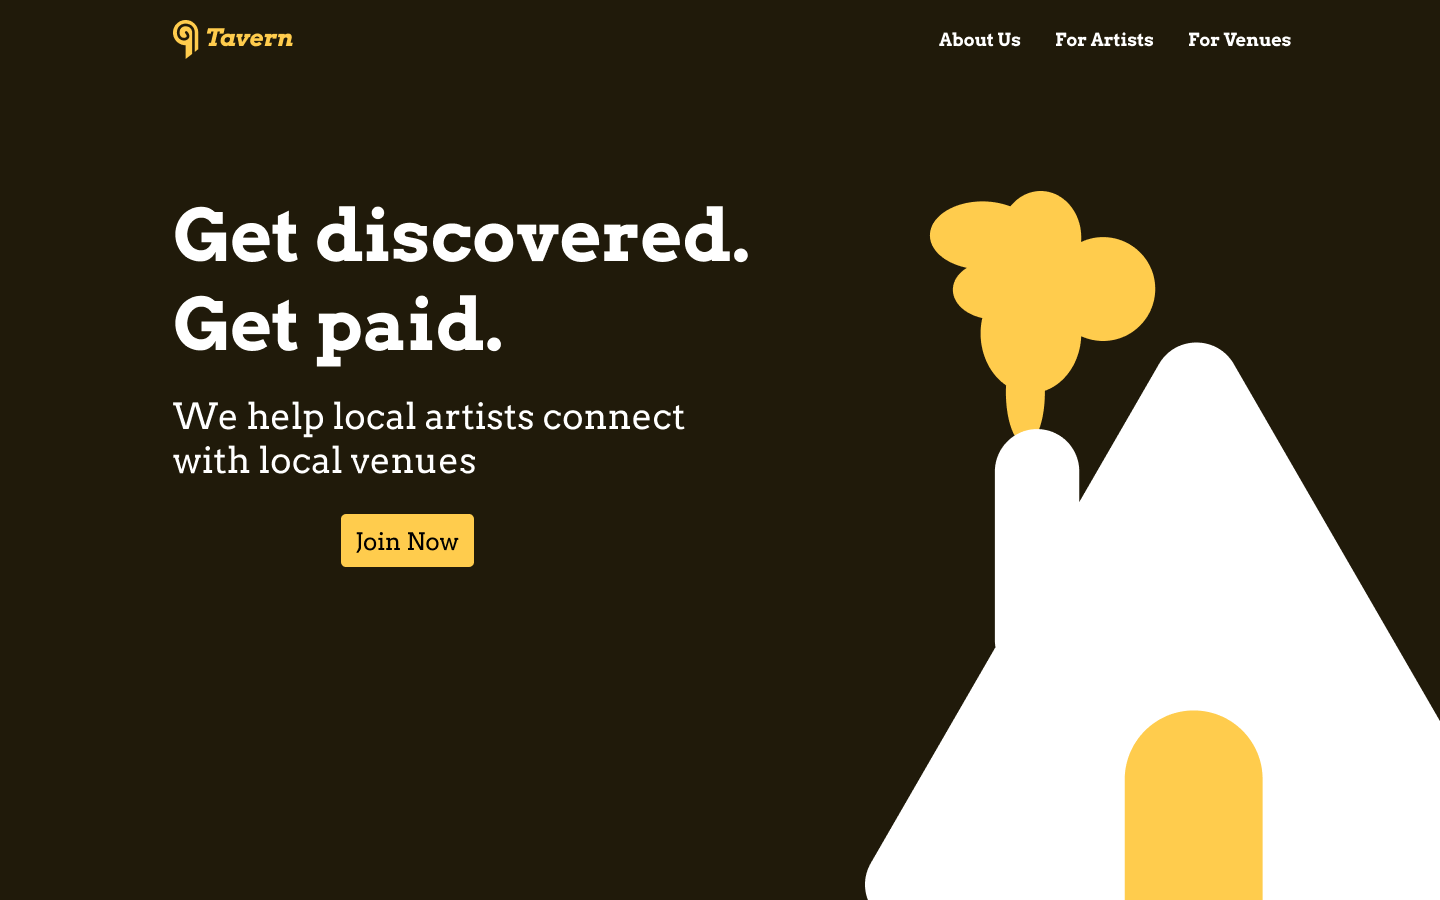 Tavern
About Us
For Artists
For Venues
Get discovered.
Get paid.
We help local artists connect
with local venues
Join Now